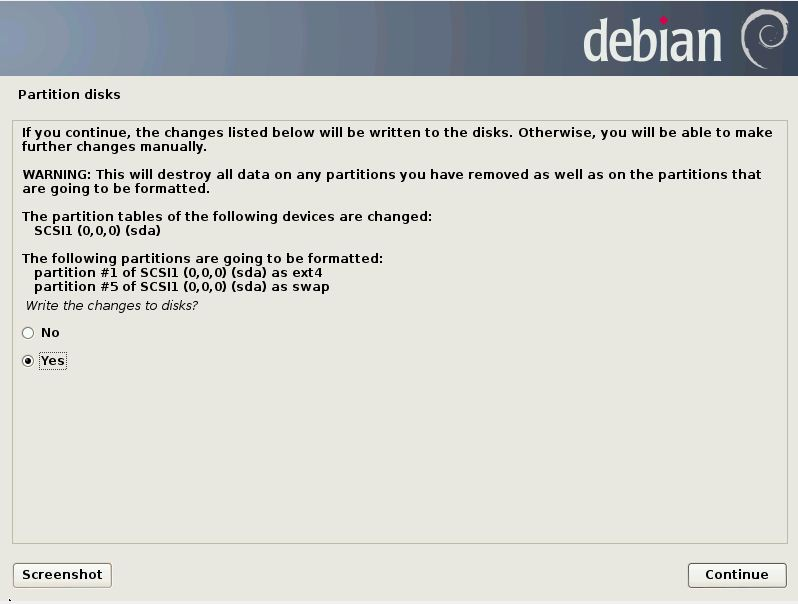 debian
Partition disks
If you continue, the changes listed below will be written to the disks. Otherwise, you will be able to make
further changes manually.
WARNING: This will destroy all data on any partitions you have removed as well as on the partitions that
are going to be formatted.
The partition tables of the following devices are changed:
SCSI1 (0,0,0) (sda)
The following partitions are going to be formatted:
partition #1 of SCSI1 (0,0,0) (sda) as ext4
partition #5 of SCSI1 (0,0,0) (sda) as swap
Write the changes to disks?
No
Yes
Screenshot
Continue